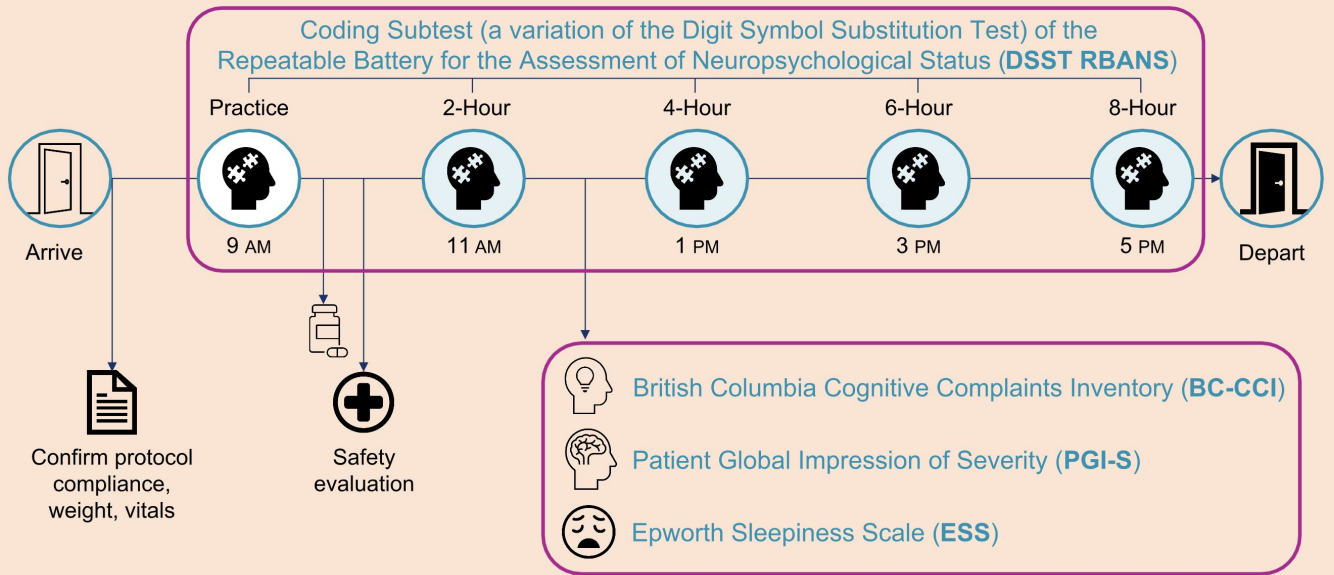 Coding Subtest (a variation of the Digit Symbol Substitution Test) of the
Repeatable Battery for the Assessment of Neuropsychological Status (DSST RBANS)
Practice
2-Hour
4-Hour
6-Hour
8-Hour
Arrive
9 AM
11 AM
1 PM
3 PM
5 PM
Depart
Confirm protocol
compliance,
weight, vitals
Safety
evaluation
British Columbia Cognitive Complaints Inventory (BC-CCI)
Patient Global Impression of Severity (PGI-S)
Epworth Sleepiness Scale (ESS)